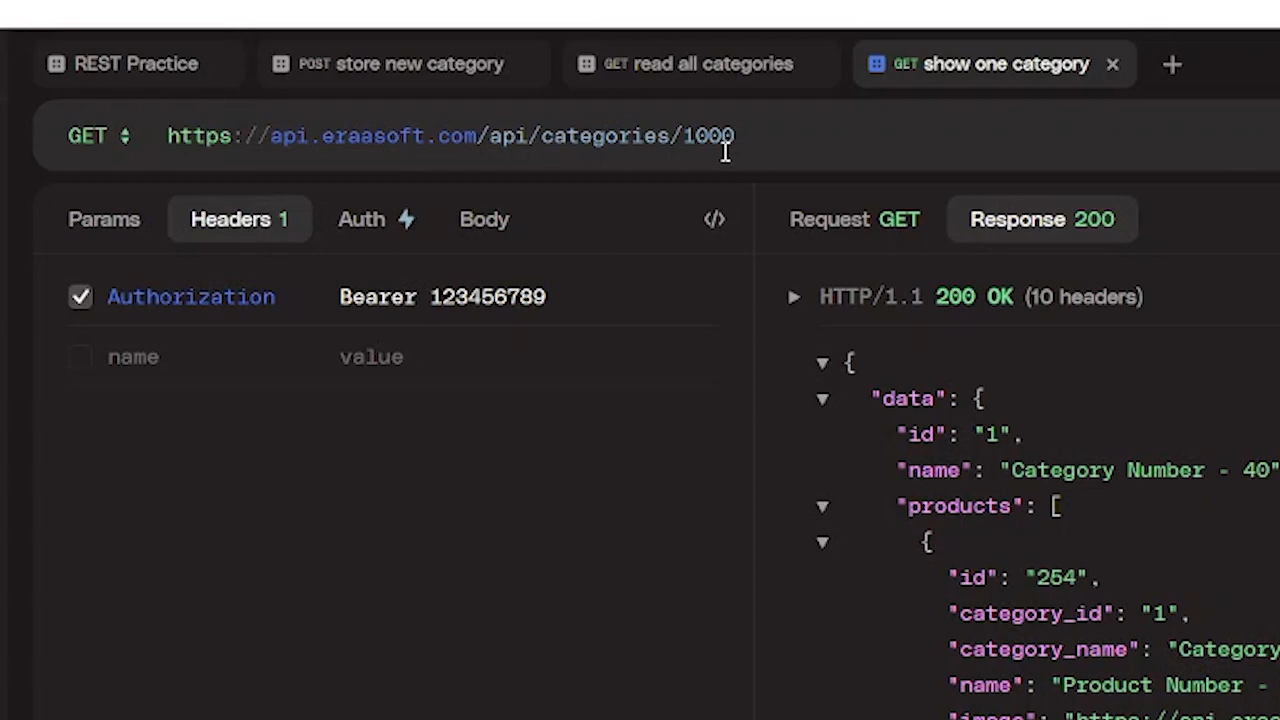 REST Practice
POST store new category
GET read all categories
GET show one category
GET https://api.eraasoft.com/api/categories/1000
Params
Headers 1
Auth
Body
</>
Authorization
Bearer 123456789
name
value
Request GET
Response 200
HTTP/1.1 200 OK (10 headers)
{
"data": {
"id": "1",
"name": "Category Number - 40"
"products": [
{
"id": "254",
"category_id": "1",
"category_name": "Category
"name": "Product Number -